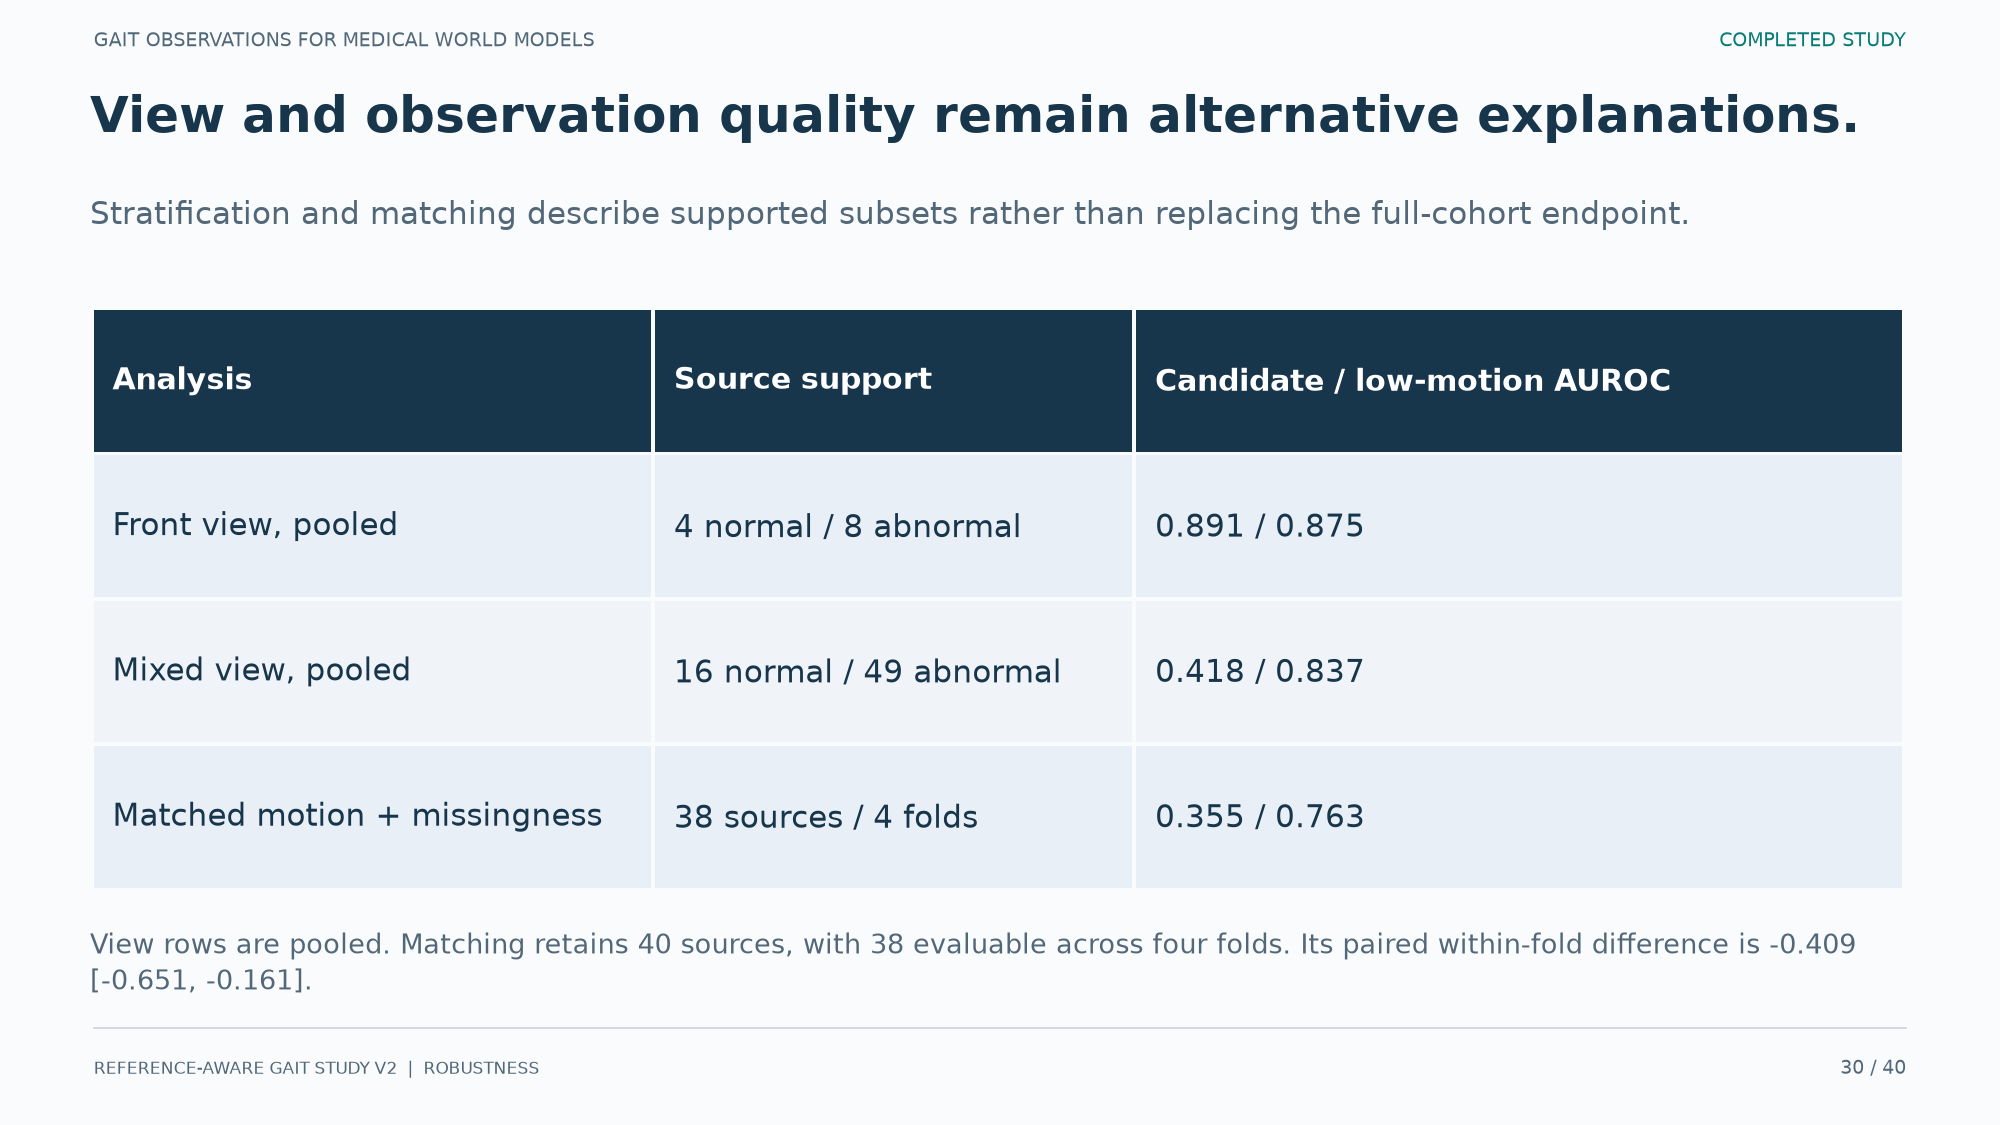 GAIT OBSERVATIONS FOR MEDICAL WORLD MODELS
COMPLETED STUDY
View and observation quality remain alternative explanations.
Stratification and matching describe supported subsets rather than replacing the full-cohort endpoint.
Analysis
Source support
Candidate / low-motion AUROC
Front view, pooled
4 normal / 8 abnormal
0.891 / 0.875
Mixed view, pooled
16 normal / 49 abnormal
0.418 / 0.837
Matched motion + missingness
38 sources / 4 folds
0.355 / 0.763
View rows are pooled. Matching retains 40 sources, with 38 evaluable across four folds. Its paired within-fold difference is -0.409
[-0.651, -0.161].
REFERENCE-AWARE GAIT STUDY V2 | ROBUSTNESS
30 / 40